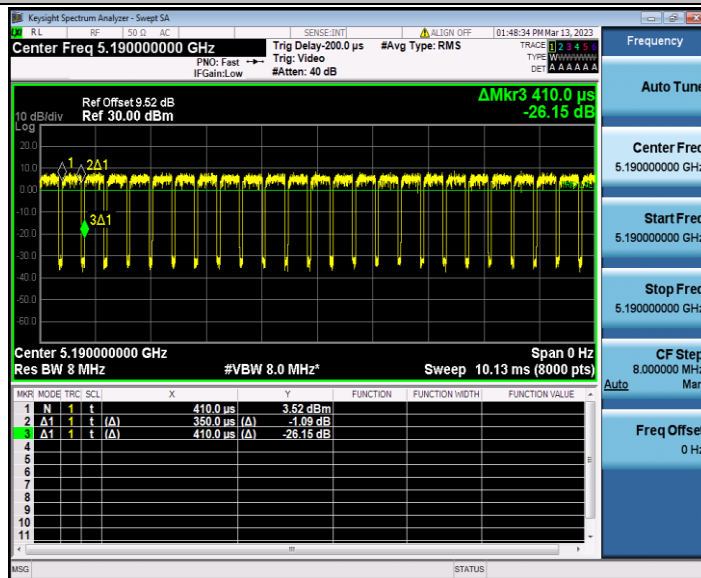 Keysight Spectrum Analyzer - Swept SA
RL RF 50 Ω AC SENSE:INT ALIGN OFF 01:48:34 PM Mar 13, 2023
Center Freq 5.190000000 GHz
PNO: Fast
IFGain:Low
Trig Delay-200.0 µs
Trig: Video
#Atten: 40 dB
#Avg Type: RMS
TRACE 1 2 3 4 5 6
TYPE WWWWWW
DET A A A A A A
Frequency
Ref Offset 9.52 dB
10 dB/div Ref 30.00 dBm
Log
ΔMkr3 410.0 µs
-26.15 dB
20.0
10.0
0.00
-10.0
-20.0
-30.0
-40.0
-50.0
-60.0
1
2Δ1
3Δ1
Center 5.190000000 GHz Span 0 Hz
Res BW 8 MHz #VBW 8.0 MHz* Sweep 10.13 ms (8000 pts)
MKR MODE TRC SCL X Y FUNCTION FUNCTION WIDTH FUNCTION VALUE
1 N 1 t 410.0 µs 3.52 dBm
2 Δ1 1 t (Δ) 350.0 µs (Δ) -1.09 dB
3 Δ1 1 t (Δ) 410.0 µs (Δ) -26.15 dB
4
5
6
7
8
9
10
11
Auto Tune
Center Freq
5.190000000 GHz
Start Freq
5.190000000 GHz
Stop Freq
5.190000000 GHz
CF Step
8.000000 MHz
Auto Man
Freq Offset
0 Hz
MSG STATUS